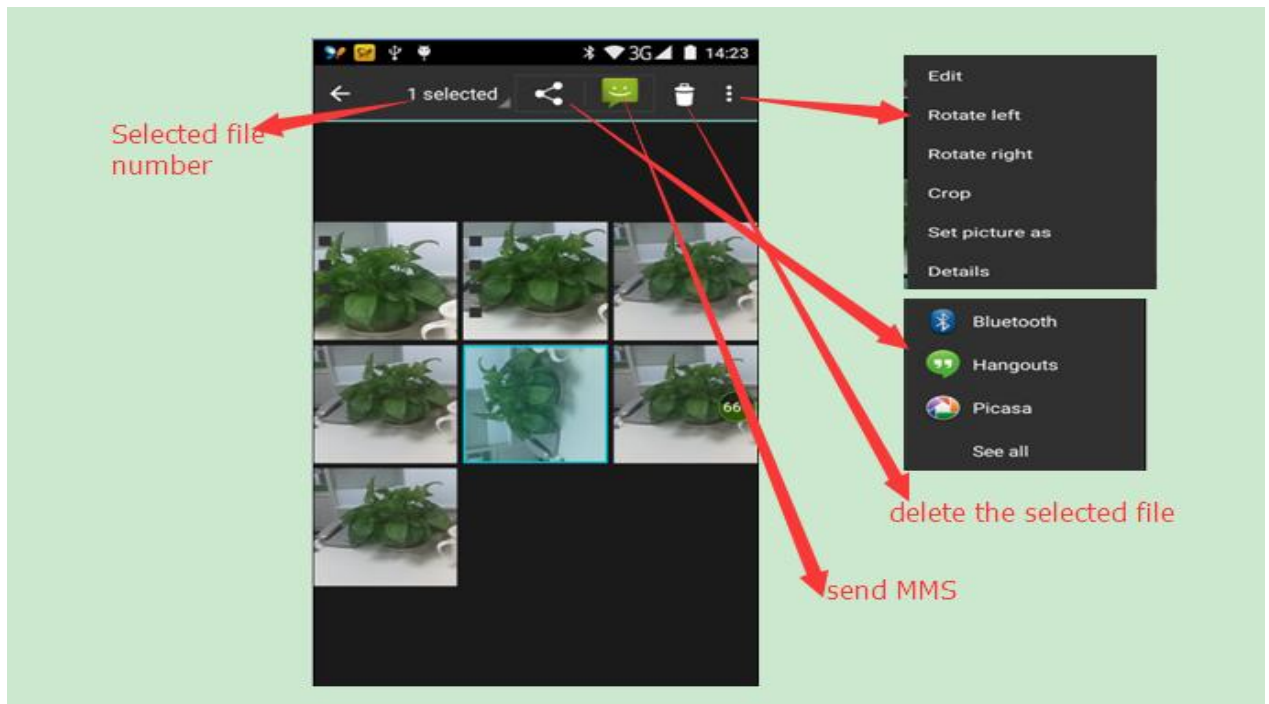 3G 14:23
1 selected
Selected file
number
66
Edit
Rotate left
Rotate right
Crop
Set picture as
Details
Bluetooth
Hangouts
Picasa
See all
delete the selected file
send MMS